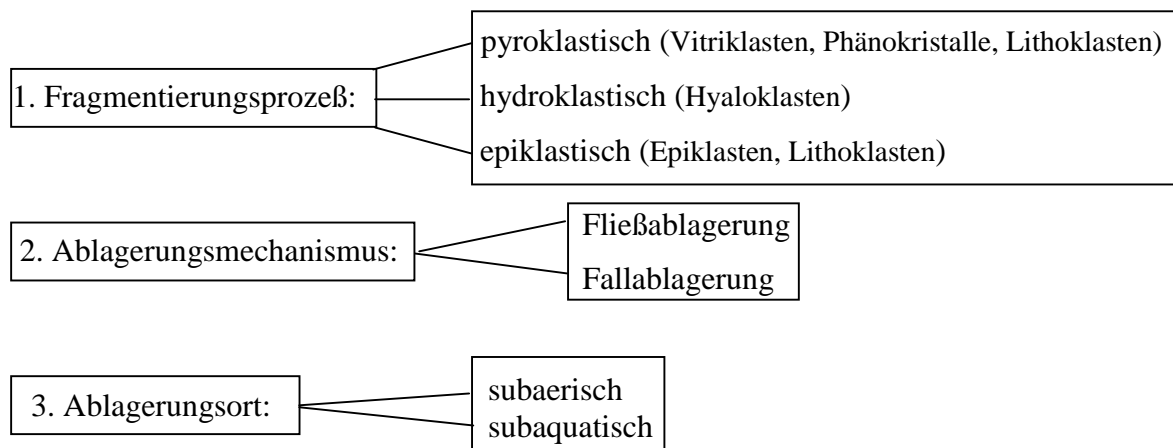 pyroklastisch (Vitriklasten, Phänokristalle, Lithoklasten)
1. Fragmentierungsprozeß:
hydroklastisch (Hyaloklasten)
epiklastisch (Epiklasten, Lithoklasten)
2. Ablagerungsmechanismus:
Fließablagerung
Fallablagerung
3. Ablagerungsort:
subaerisch
subaquatisch